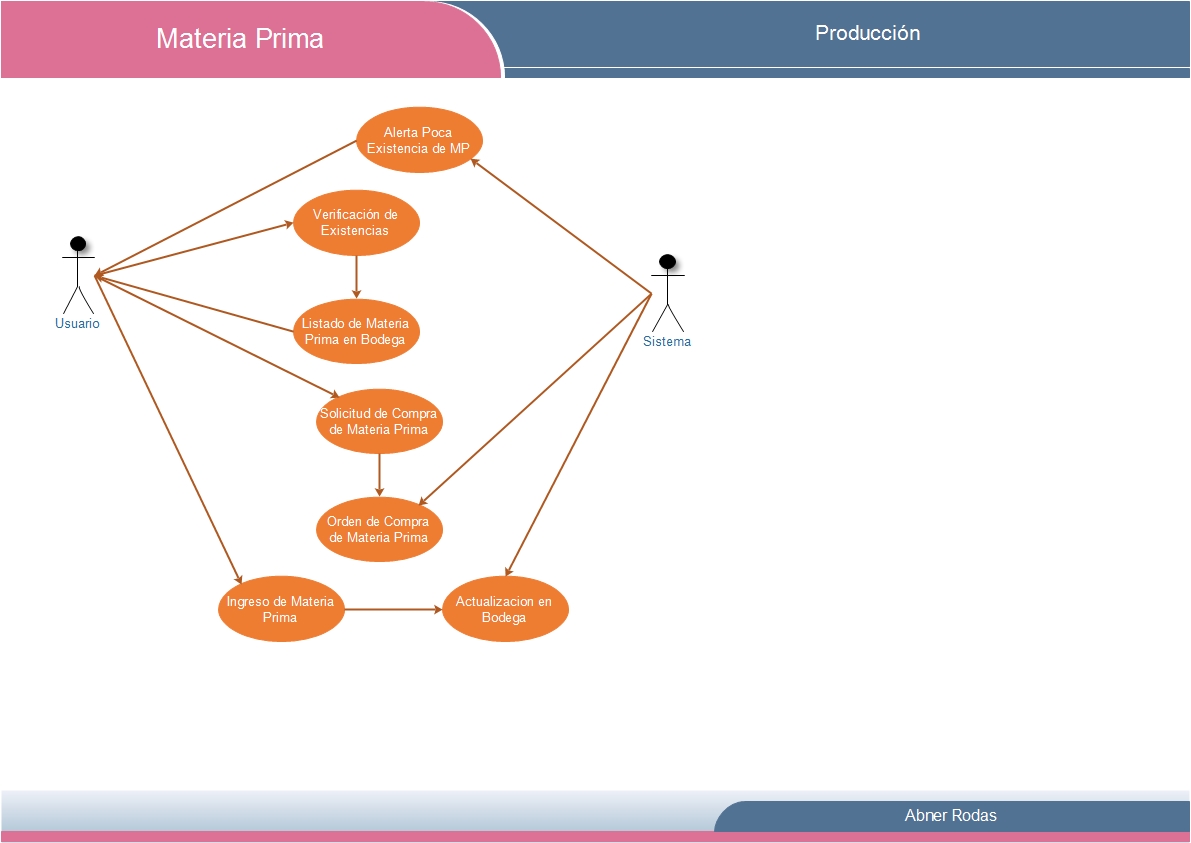 Materia Prima
Producción
Alerta Poca
Existencia de MP
Verificación de
Existencias
Usuario
Sistema
Listado de Materia
Prima en Bodega
Solicitud de Compra
de Materia Prima
Orden de Compra
de Materia Prima
Ingreso de Materia
Prima
Actualizacion en
Bodega
Abner Rodas